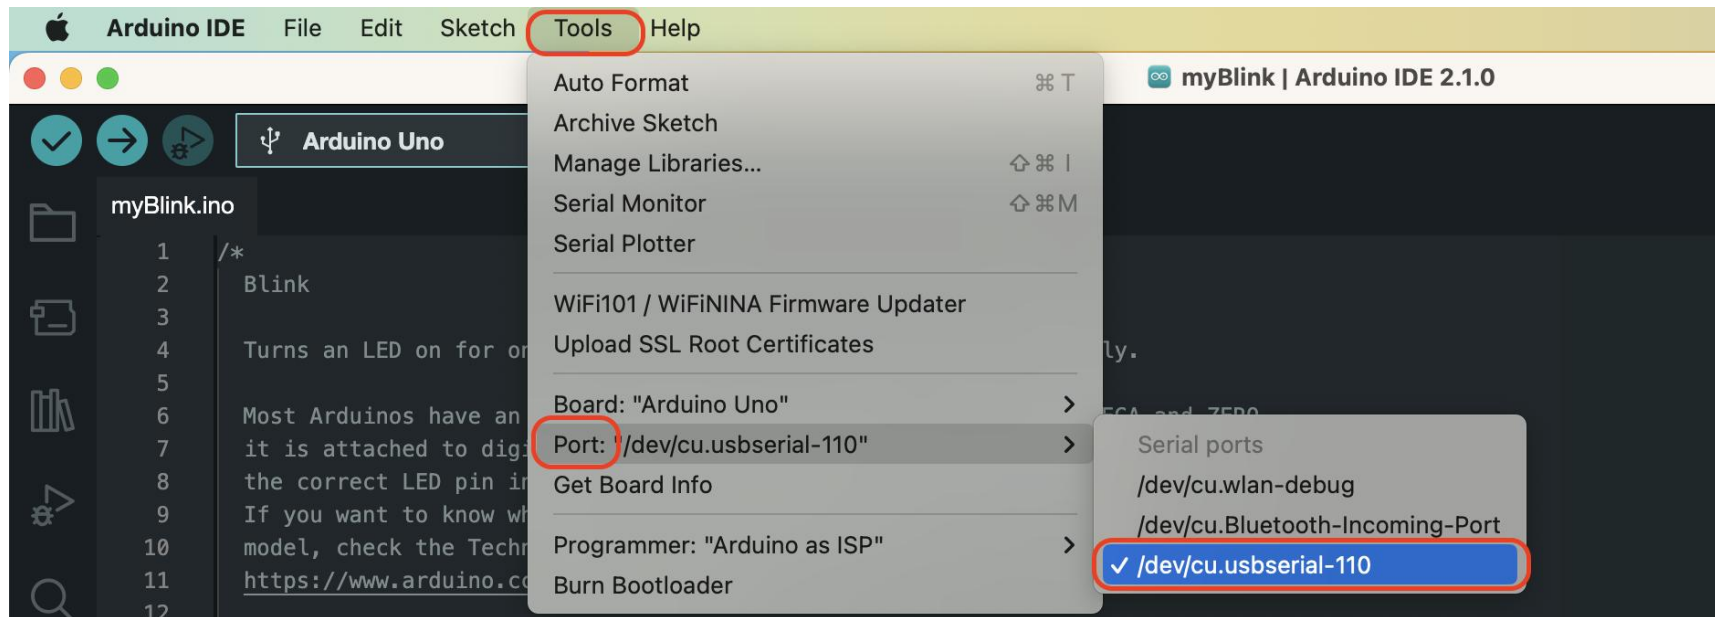 Arduino IDE File Edit Sketch Tools Help
myBlink | Arduino IDE 2.1.0
Arduino Uno
myBlink.ino
1 /*
2 Blink
3
4 Turns an LED on for ly.
5
6 Most Arduinos have an and ZERO
7 it is attached to
8 the correct LED pin
9 If you want to know
10 model, check the
11 https://www.arduino.cc
12
Auto Format ⌘ T
Archive Sketch
Manage Libraries... ⇧ ⌘ I
Serial Monitor ⇧ ⌘ M
Serial Plotter
WiFi101 / WiFiNINA Firmware Updater
Upload SSL Root Certificates
Board: "Arduino Uno"
Port: "/dev/cu.usbserial-110"
Get Board Info
Programmer: "Arduino as ISP"
Burn Bootloader
Serial ports
/dev/cu.wlan-debug
/dev/cu.Bluetooth-Incoming-Port
✓ /dev/cu.usbserial-110